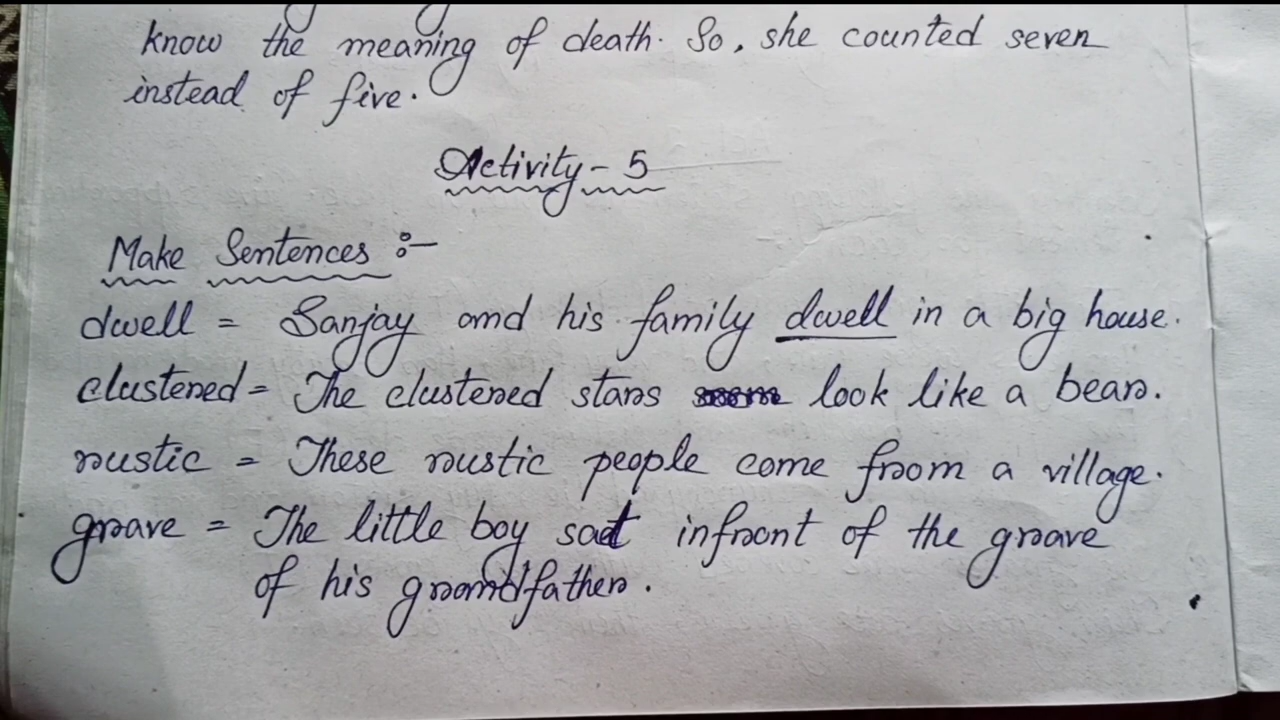 know the meaning of death. So, she counted seven
instead of five.
Activity - 5
Make Sentences :-
dwell = Sanjay and his family dwell in a big house.
clustered = The clustered stars look like a bear.
rustic = These rustic people come from a village.
grave = The little boy sat infront of the grave
of his grandfather.